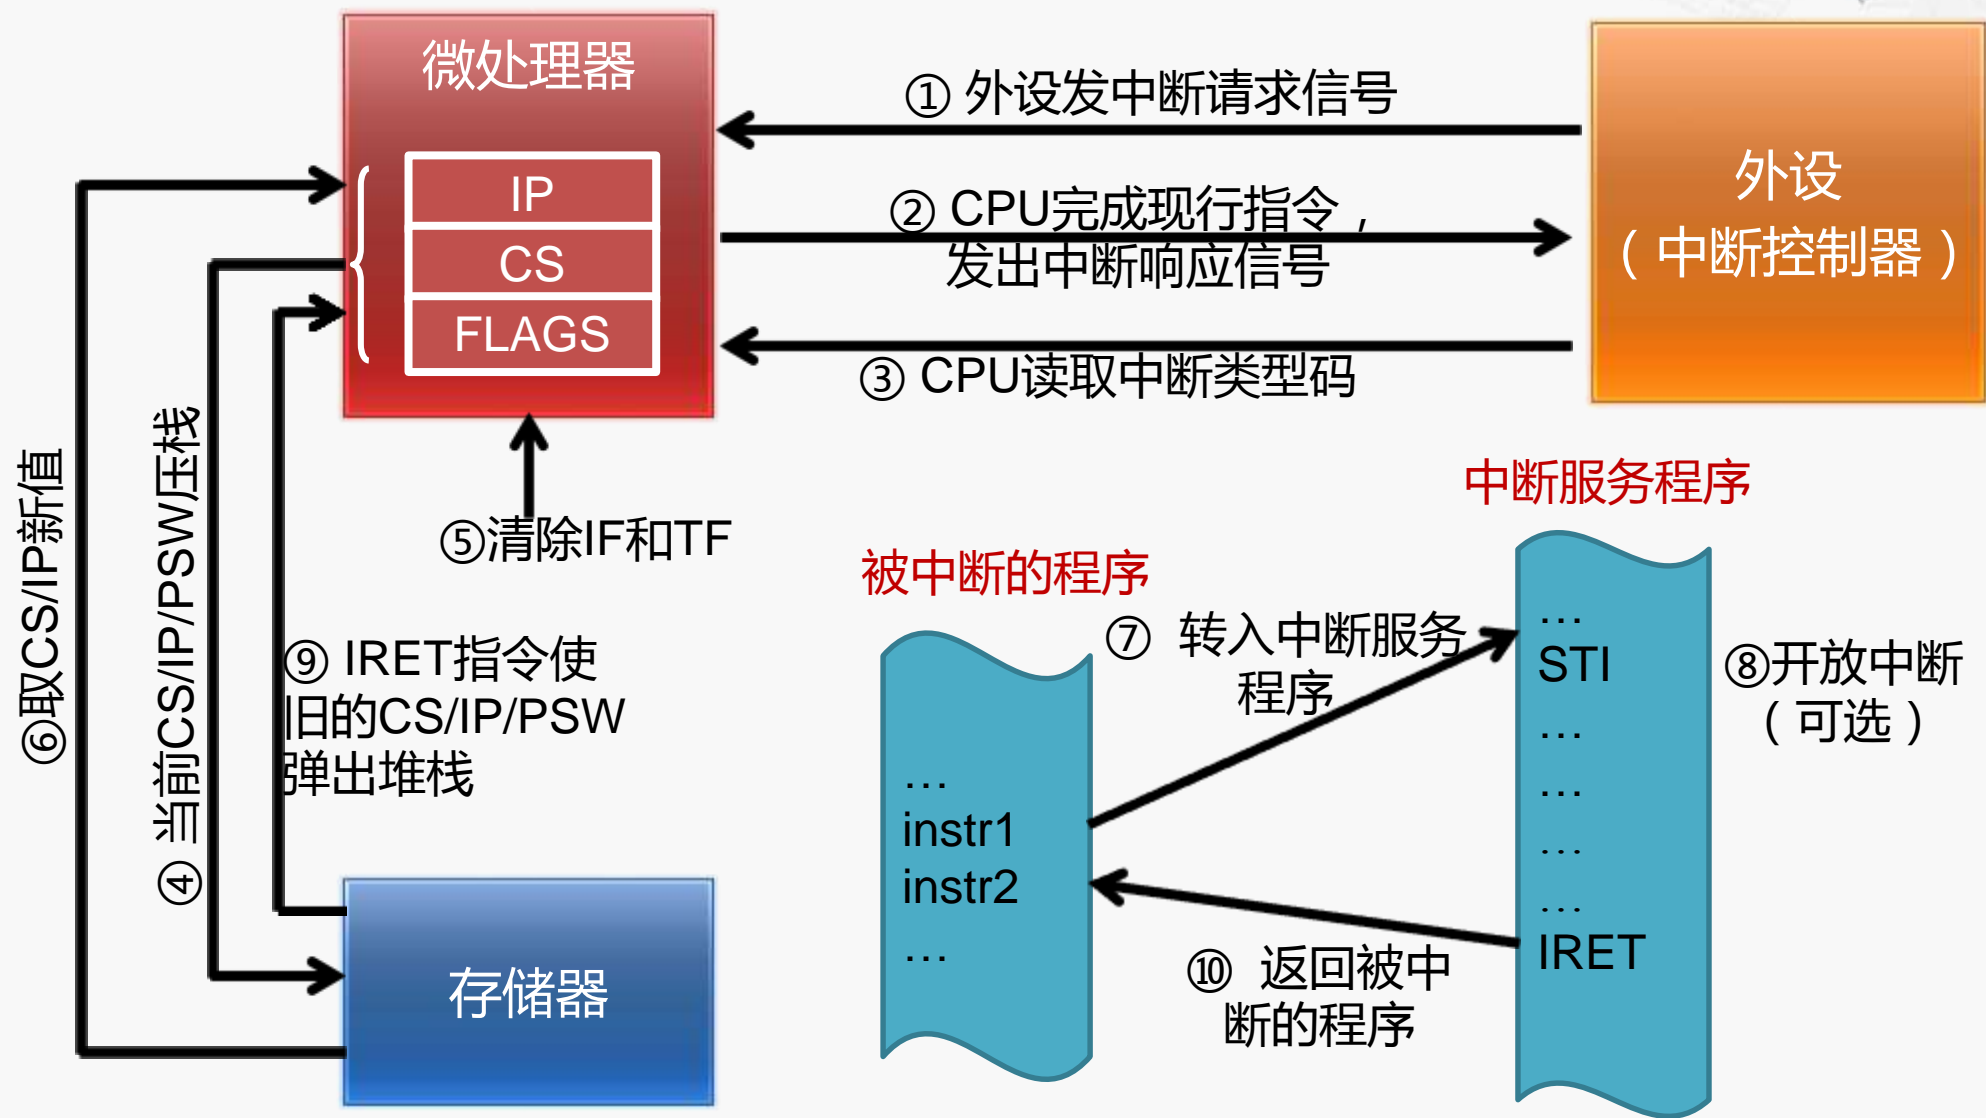 微处理器
IP
CS
FLAGS
① 外设发中断请求信号
② CPU完成现行指令，
发出中断响应信号
③ CPU读取中断类型码
外设
（中断控制器）
⑥取CS/IP新值
④ 当前CS/IP/PSW压栈
⑤清除IF和TF
⑨ IRET指令使
旧的CS/IP/PSW
弹出堆栈
存储器
被中断的程序
…
instr1
instr2
…
⑦ 转入中断服务
程序
⑩ 返回被中
断的程序
中断服务程序
…
STI
…
…
…
…
IRET
⑧开放中断
（可选）